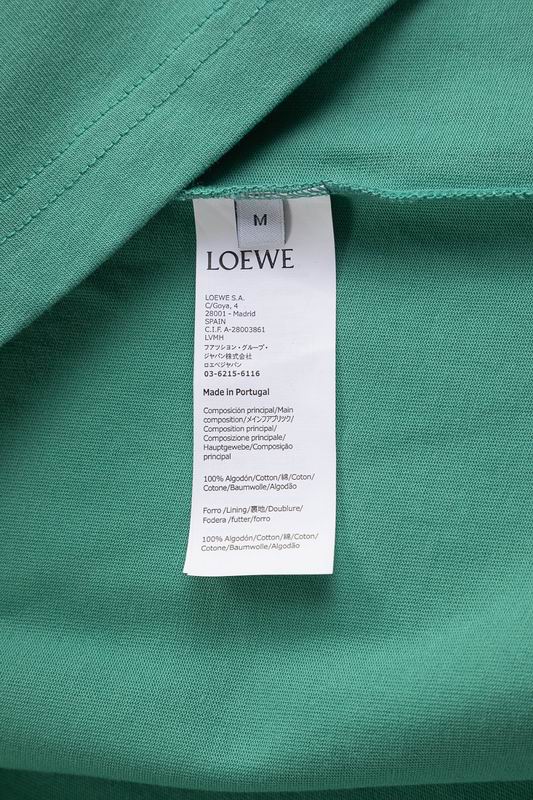 M
LOEWE
LOEWE S.A.
C/Goya, 4
28001 - Madrid
SPAIN
C.I.F. A-28003861
LVMH
フアツション・グループ・
ジャパン株式会社
ロエベジャパン
03-6215-6116
Made in Portugal
Composición principal/Main
composition/メインファブリック/
Composition principal/
Composizione principale/
Hauptgewebe/Composição
principal
100% Algodón/Cotton/綿/Coton/
Cotone/Baumwolle/Algodão
Forro /Lining/裏地/Doublure/
Fodera /futter/forro
100% Algodón/Cotton/綿/Coton/
Cotone/Baumwolle/Algodão